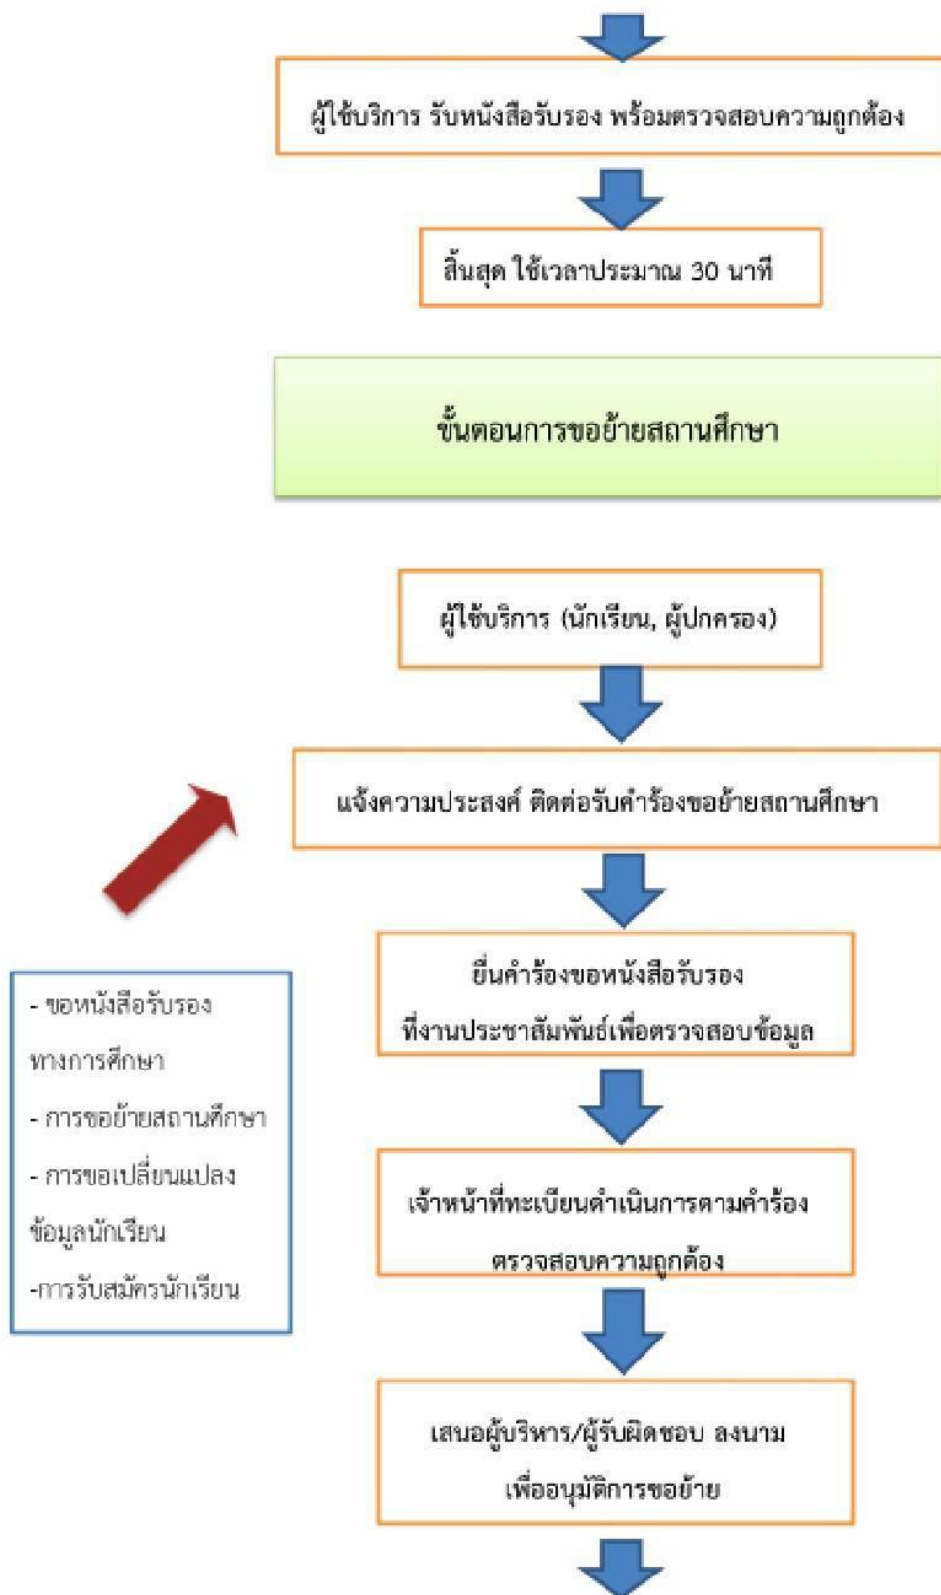 ผู้ใช้บริการ รับหนังสือรับรอง พร้อมตรวจสอบความถูกต้อง
สิ้นสุด ใช้เวลาประมาณ 30 นาที
ขั้นตอนการขอย้ายสถานศึกษา
ผู้ใช้บริการ (นักเรียน, ผู้ปกครอง)
แจ้งความประสงค์ ติดต่อรับคำร้องขอย้ายสถานศึกษา
ยื่นคำร้องขอหนังสือรับรอง
ที่งานประชาสัมพันธ์เพื่อตรวจสอบข้อมูล
- ขอหนังสือรับรอง
ทางการศึกษา
- การขอย้ายสถานศึกษา
- การขอเปลี่ยนแปลง
ข้อมูลนักเรียน
-การรับสมัครนักเรียน
เจ้าหน้าที่ทะเบียนดำเนินการตามคำร้อง
ตรวจสอบความถูกต้อง
เสนอผู้บริหาร/ผู้รับผิดชอบ ลงนาม
เพื่ออนุมัติการขอย้าย